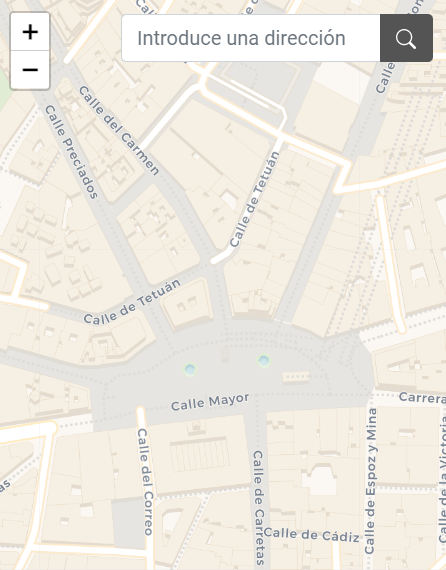 +
Introduce una dirección
−
Calle del Carmen
Calle Preciados
Calle de Tetuán
Calle de Tetuán
Calle Mayor
Carrera
Calle del Correo
Calle de Carretas
Calle de Espoz y Mina
Calle de la Victoria
Calle de Cádiz